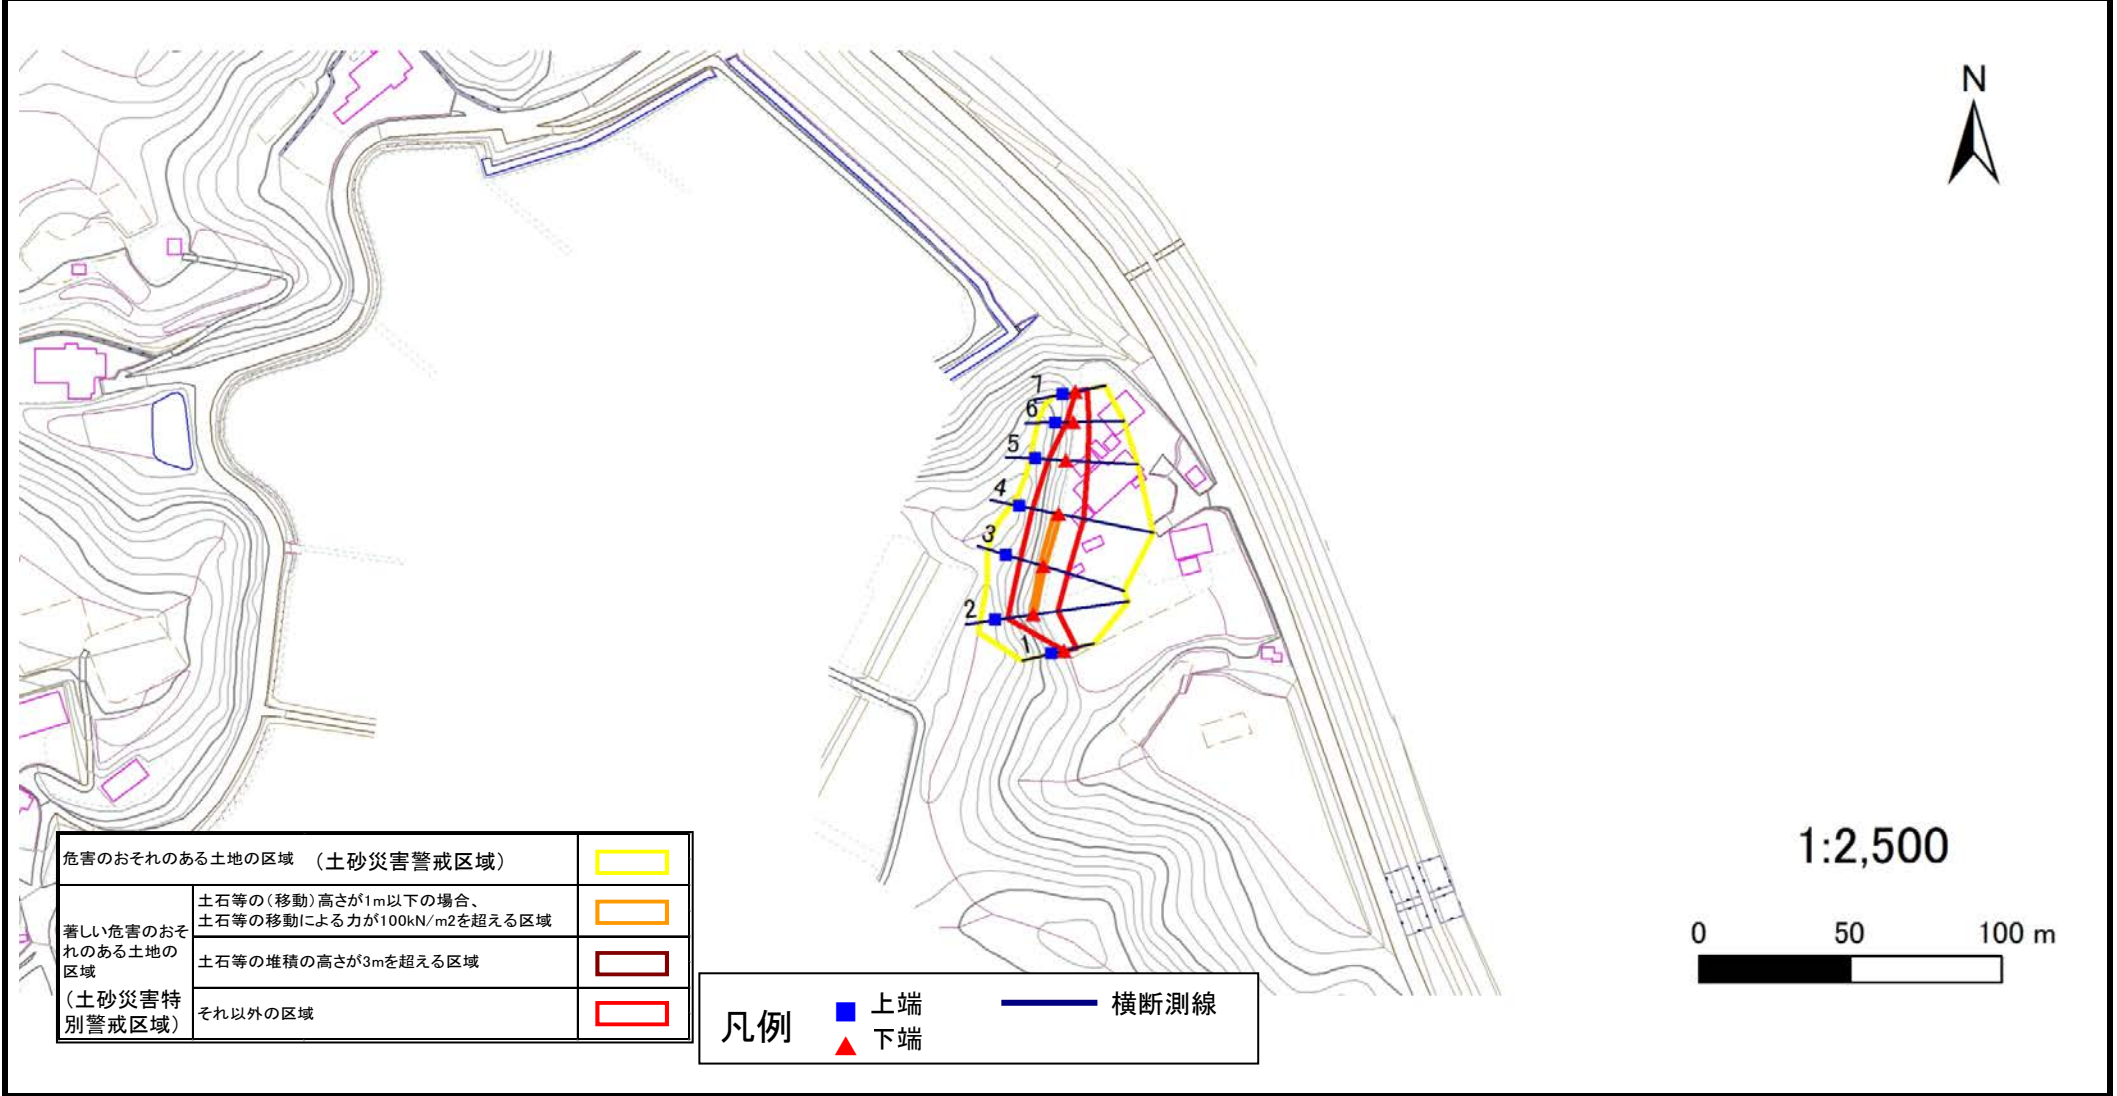 N
7
6
5
4
3
2
1
1:2,500
0 50 100 m
危害のおそれのある土地の区域 (土砂災害警戒区域)
著しい危害のおそ
れのある土地の
区域
(土砂災害特
別警戒区域)
土石等の(移動)高さが1m以下の場合、
土石等の移動による力が100kN/m2を超える区域
土石等の堆積の高さが3mを超える区域
それ以外の区域
凡例
上端
下端
横断測線